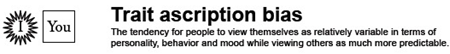 I You
Trait ascription bias
The tendency for people to view themselves as relatively variable in terms of
personality, behavior and mood while viewing others as much more predictable.